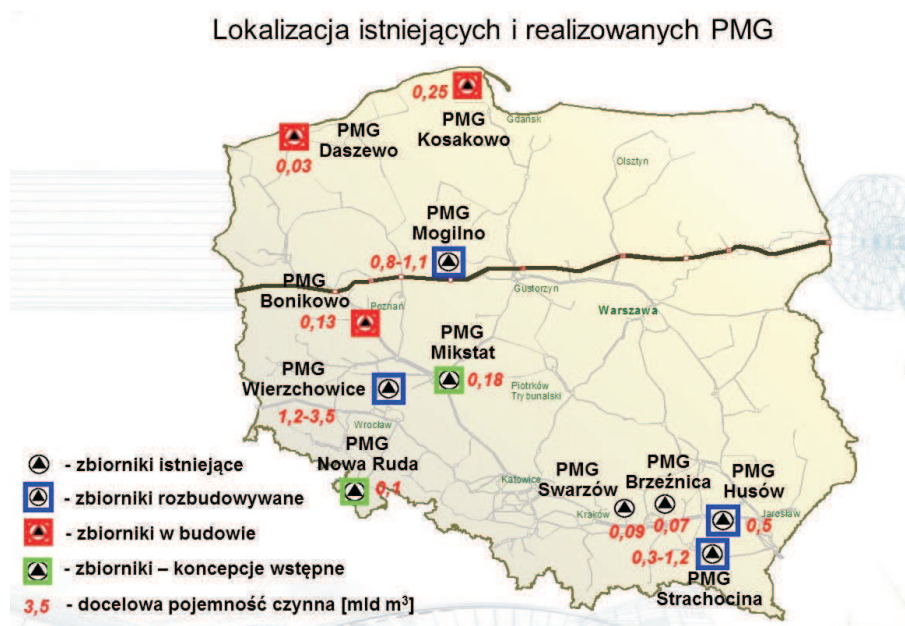 Lokalizacja istniejących i realizowanych PMG
0,25
PMG
Kosakowo
Gdańsk
PMG
Daszewo
0,03
Olsztyn
PMG
Mogilno
0,8-1,1
PMG
Bonikowo
Poznań
0,13
Gustorzyn
Warszawa
PMG
Mikstat
0,18
PMG
Wierzchowice
1,2-3,5
Piotrków
Trybunalski
Wrocław
PMG
Nowa Ruda
0,1
Katowice
Kraków
PMG
Swarzów
0,09
PMG
Brzeźnica
0,07
PMG
Husów
0,5
Jarosław
0,3-1,2
PMG
Strachocina
- zbiorniki istniejące
- zbiorniki rozbudowywane
- zbiorniki w budowie
- zbiorniki – koncepcje wstępne
3,5 - docelowa pojemność czynna [mld m³]